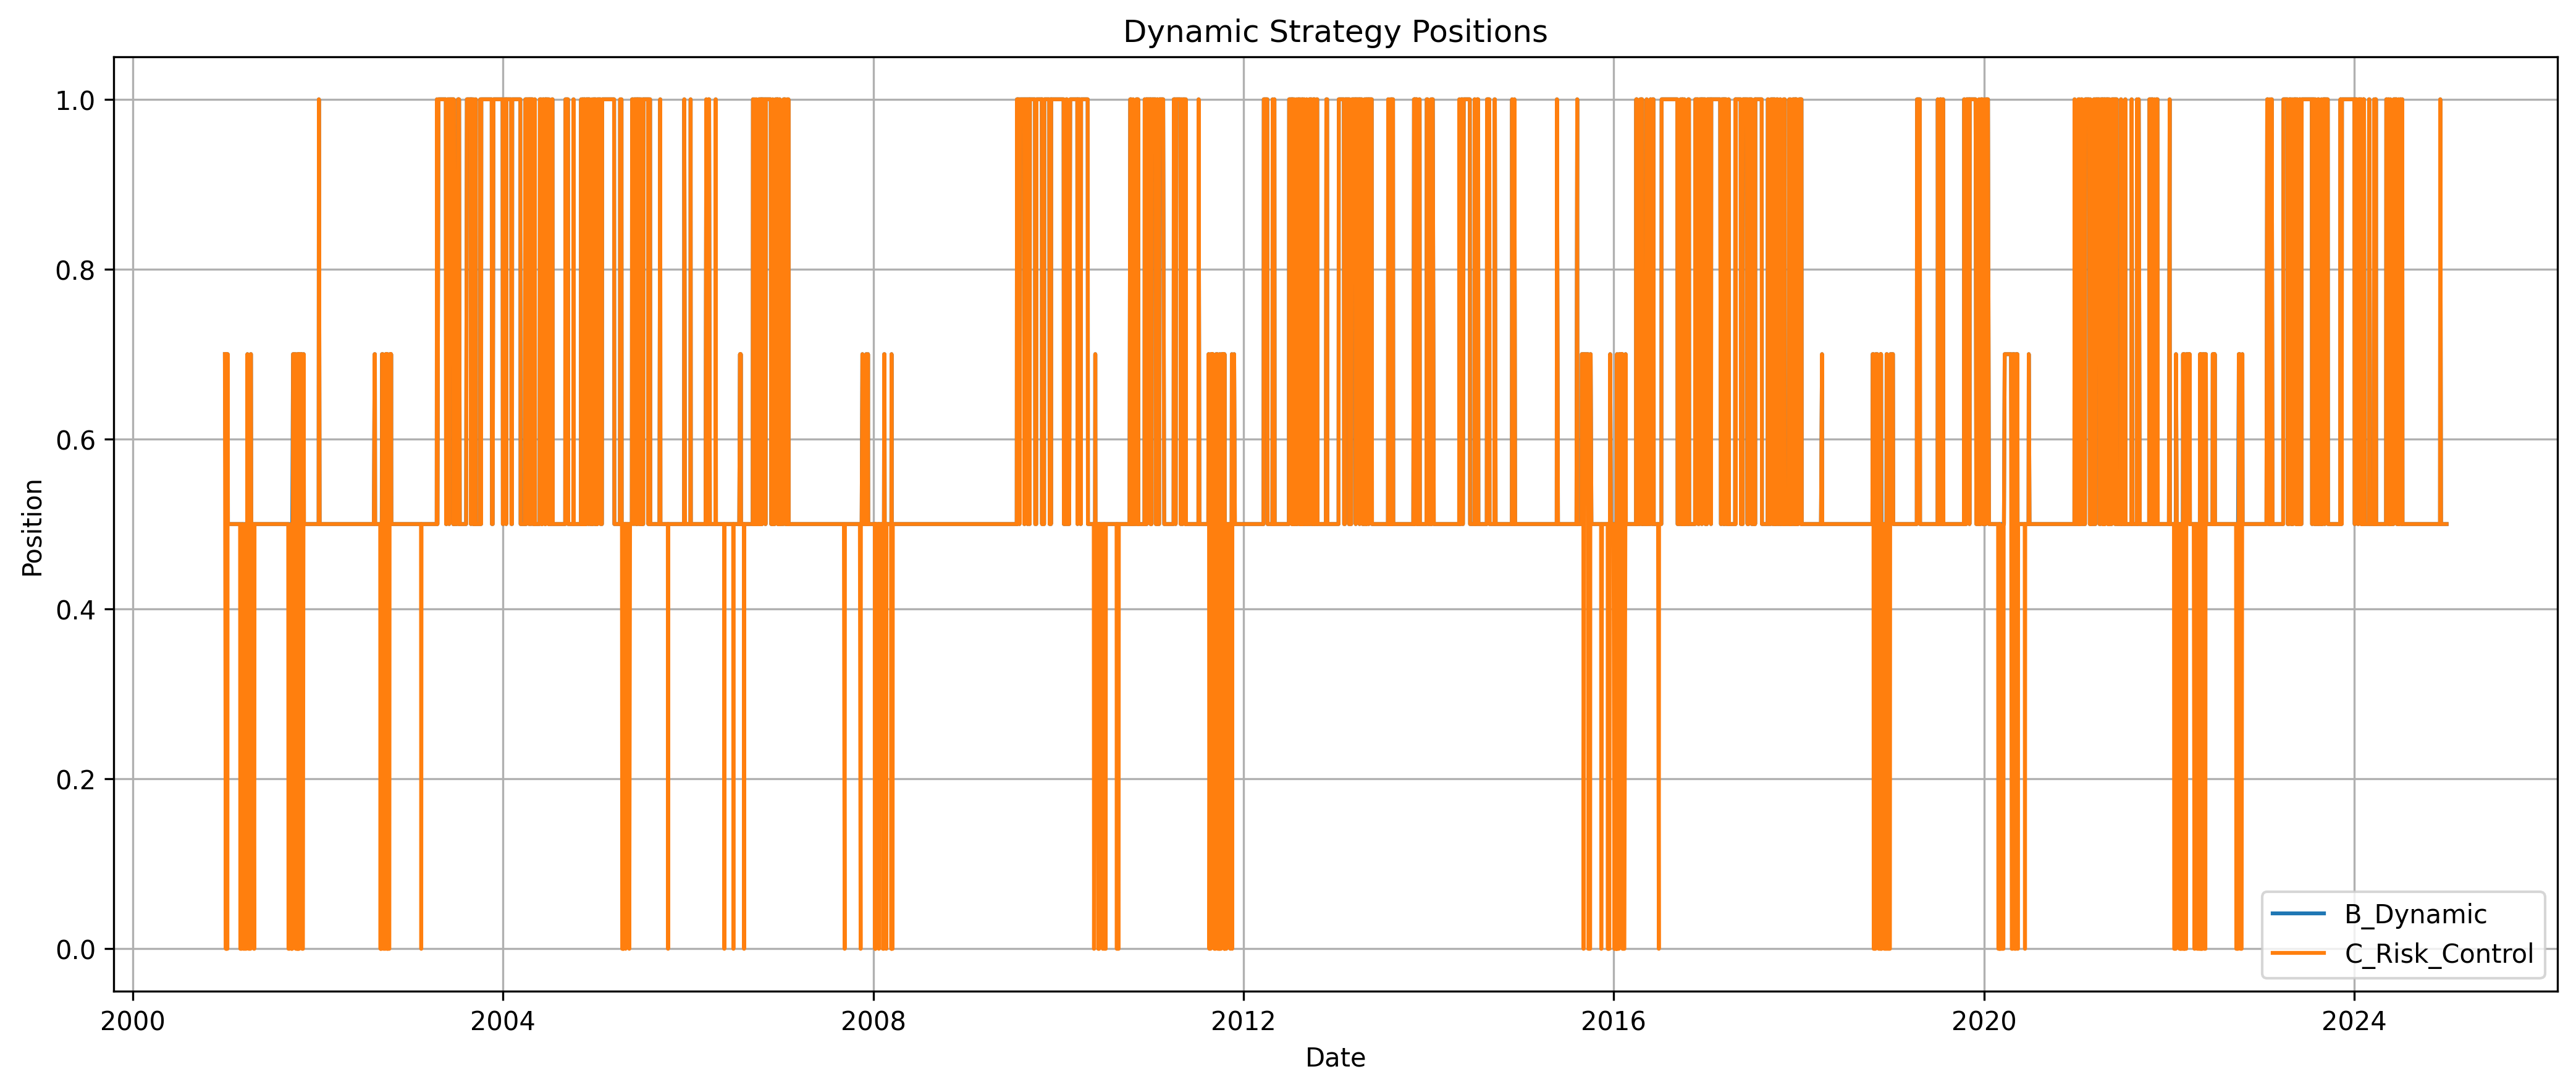 Dynamic Strategy Positions
1.0
0.8
0.6
0.4
0.2
0.0
Position
2000 2004 2008 2012 2016 2020 2024
Date
B_Dynamic
C_Risk_Control